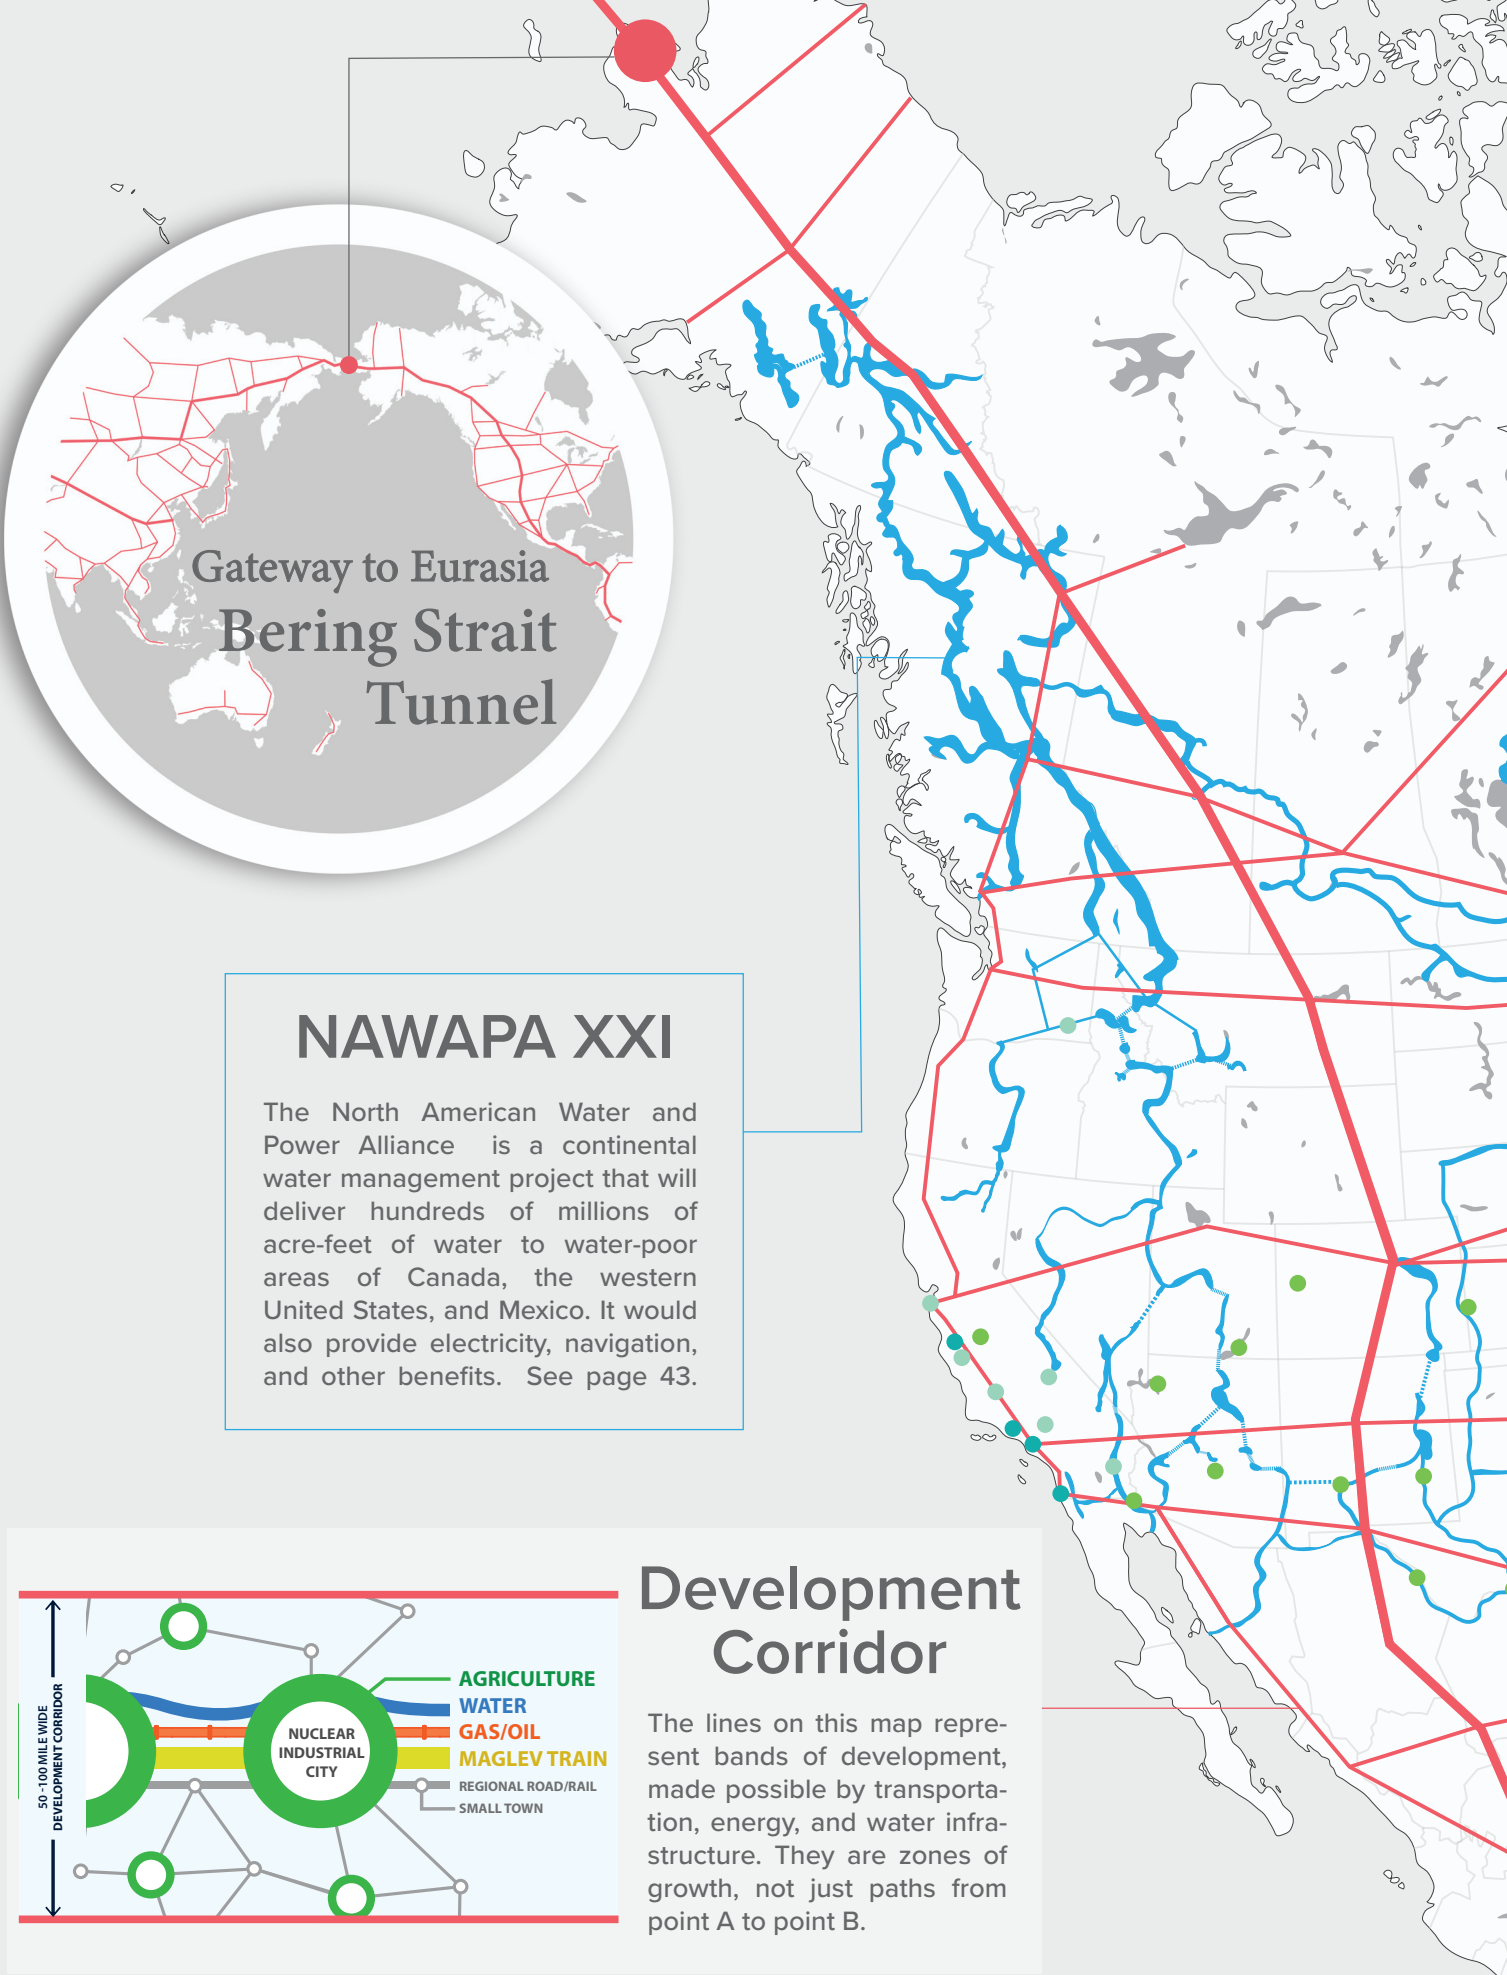 Gateway to Eurasia
Bering Strait
Tunnel
NAWAPA XXI
The North American Water and
Power Alliance is a continental
water management project that will
deliver hundreds of millions of
acre-feet of water to water-poor
areas of Canada, the western
United States, and Mexico. It would
also provide electricity, navigation,
and other benefits. See page 43.
50 -100 MILE WIDE
DEVELOPMENT CORRIDOR
NUCLEAR
INDUSTRIAL
CITY
AGRICULTURE
WATER
GAS/OIL
MAGLEV TRAIN
REGIONAL ROAD/RAIL
SMALL TOWN
Development
Corridor
The lines on this map repre-
sent bands of development,
made possible by transporta-
tion, energy, and water infra-
structure. They are zones of
growth, not just paths from
point A to point B.